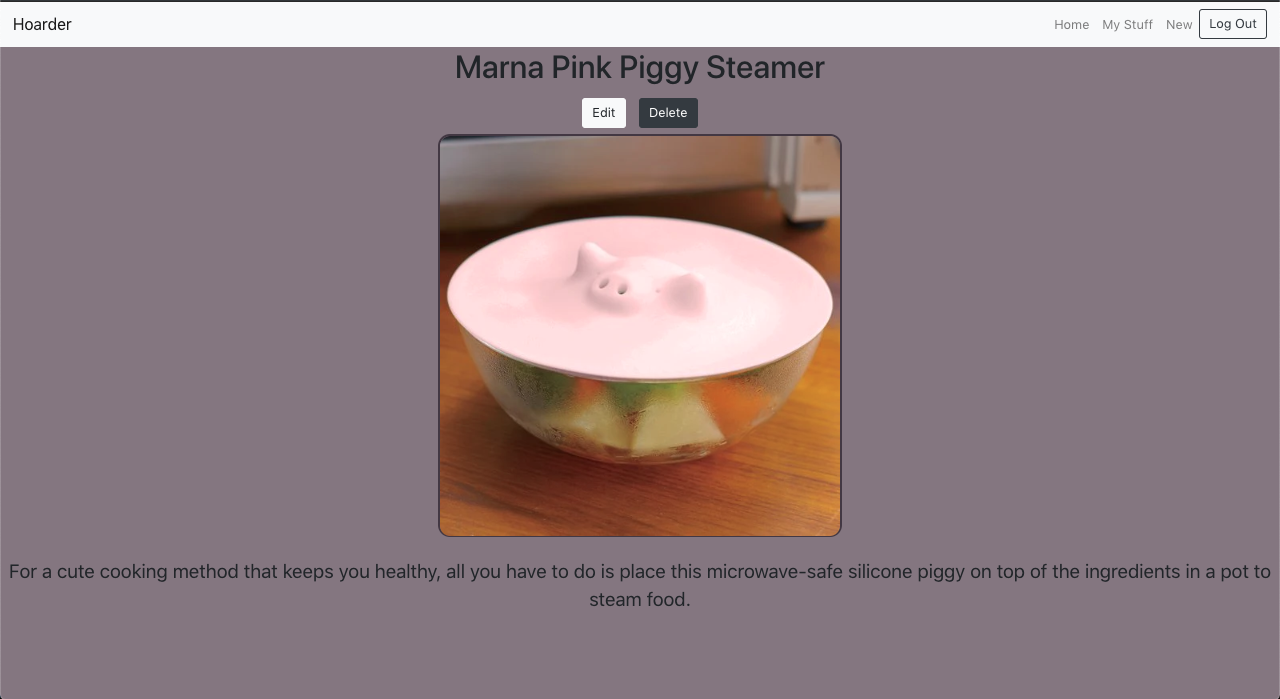 Hoarder
Home My Stuff New Log Out
Marna Pink Piggy Steamer
Edit Delete
For a cute cooking method that keeps you healthy, all you have to do is place this microwave-safe silicone piggy on top of the ingredients in a pot to
steam food.